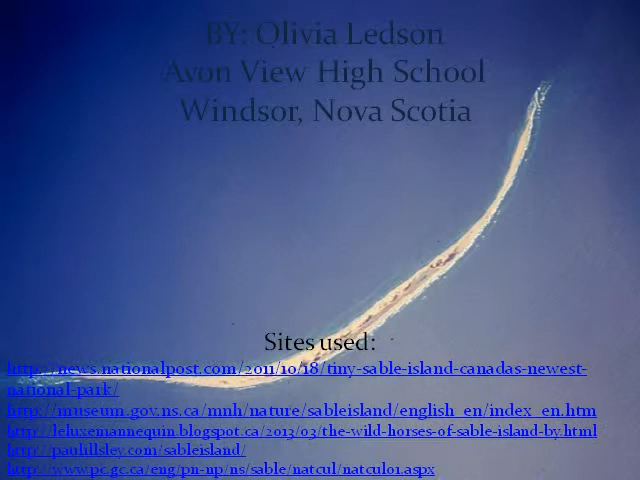 BY: Olivia Ledson
Avon View High School
Windsor, Nova Scotia
Sites used:
http://news.nationalpost.com/2011/10/18/tiny-sable-island-canadas-newest-
national-park/
http://museum.gov.ns.ca/mnh/nature/sableisland/english_en/index_en.htm
http://leluxemannequin.blogspot.ca/2013/03/the-wild-horses-of-sable-island-by.html
http://paulillsley.com/sableisland/
http://www.pc.gc.ca/eng/pn-np/ns/sable/natcul/natcul01.aspx